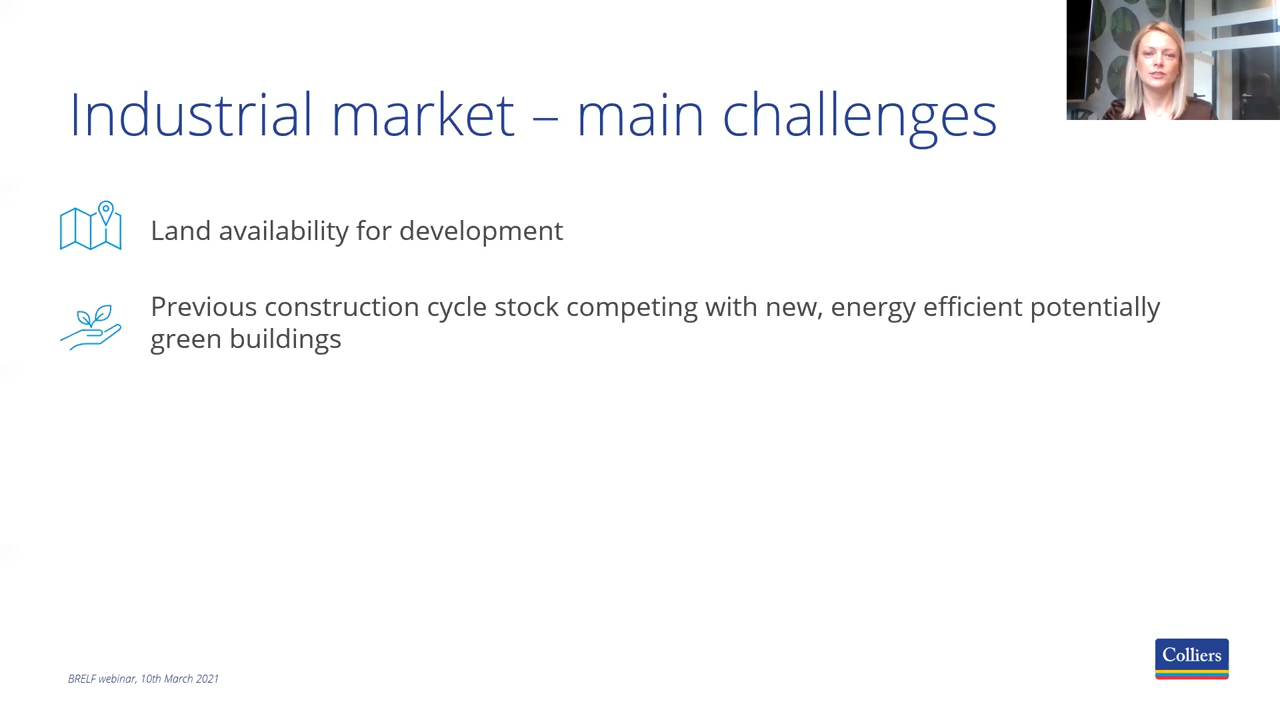 Industrial market – main challenges
Land availability for development
Previous construction cycle stock competing with new, energy efficient potentially
green buildings
BRELF webinar, 10th March 2021
Colliers